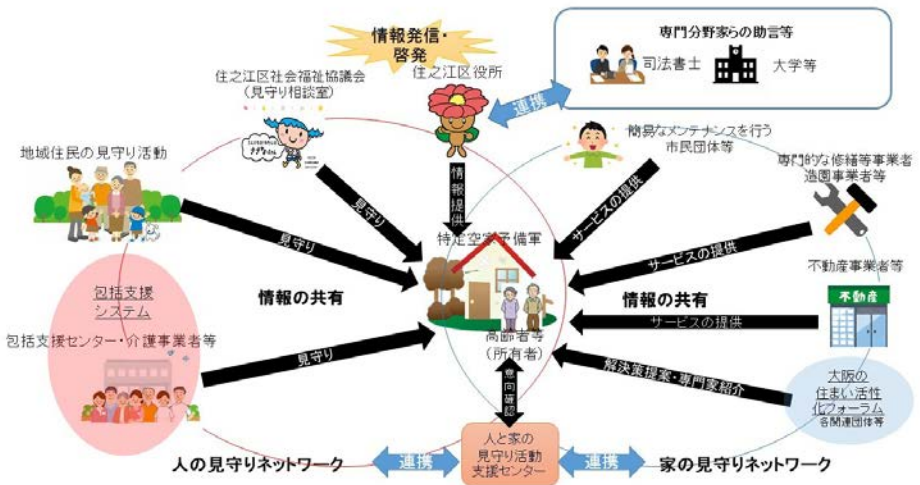 情報発信・
啓発
専門分野家らの助言等
司法書士
大学等
住之江区社会福祉協議会
(見守り相談室)
住之江区役所
連携
地域住民の見守り活動
簡易なメンテナンスを行う
市民団体等
専門的な修繕等事業者
造園事業者等
見守り
見守り
情報提供
サービスの提供
サービスの提供
特定空家予備軍
不動産事業者等
不動産
包括支援
システム
情報の共有
情報の共有
サービスの提供
包括支援センター・介護事業者等
見守り
高齢者等
(所有者)
解決策提案・専門家紹介
大阪の
住まい活性
化フォーラム
各関連団体等
意向確認
人と家の
見守り活動
支援センター
人の見守りネットワーク
連携
連携
家の見守りネットワーク